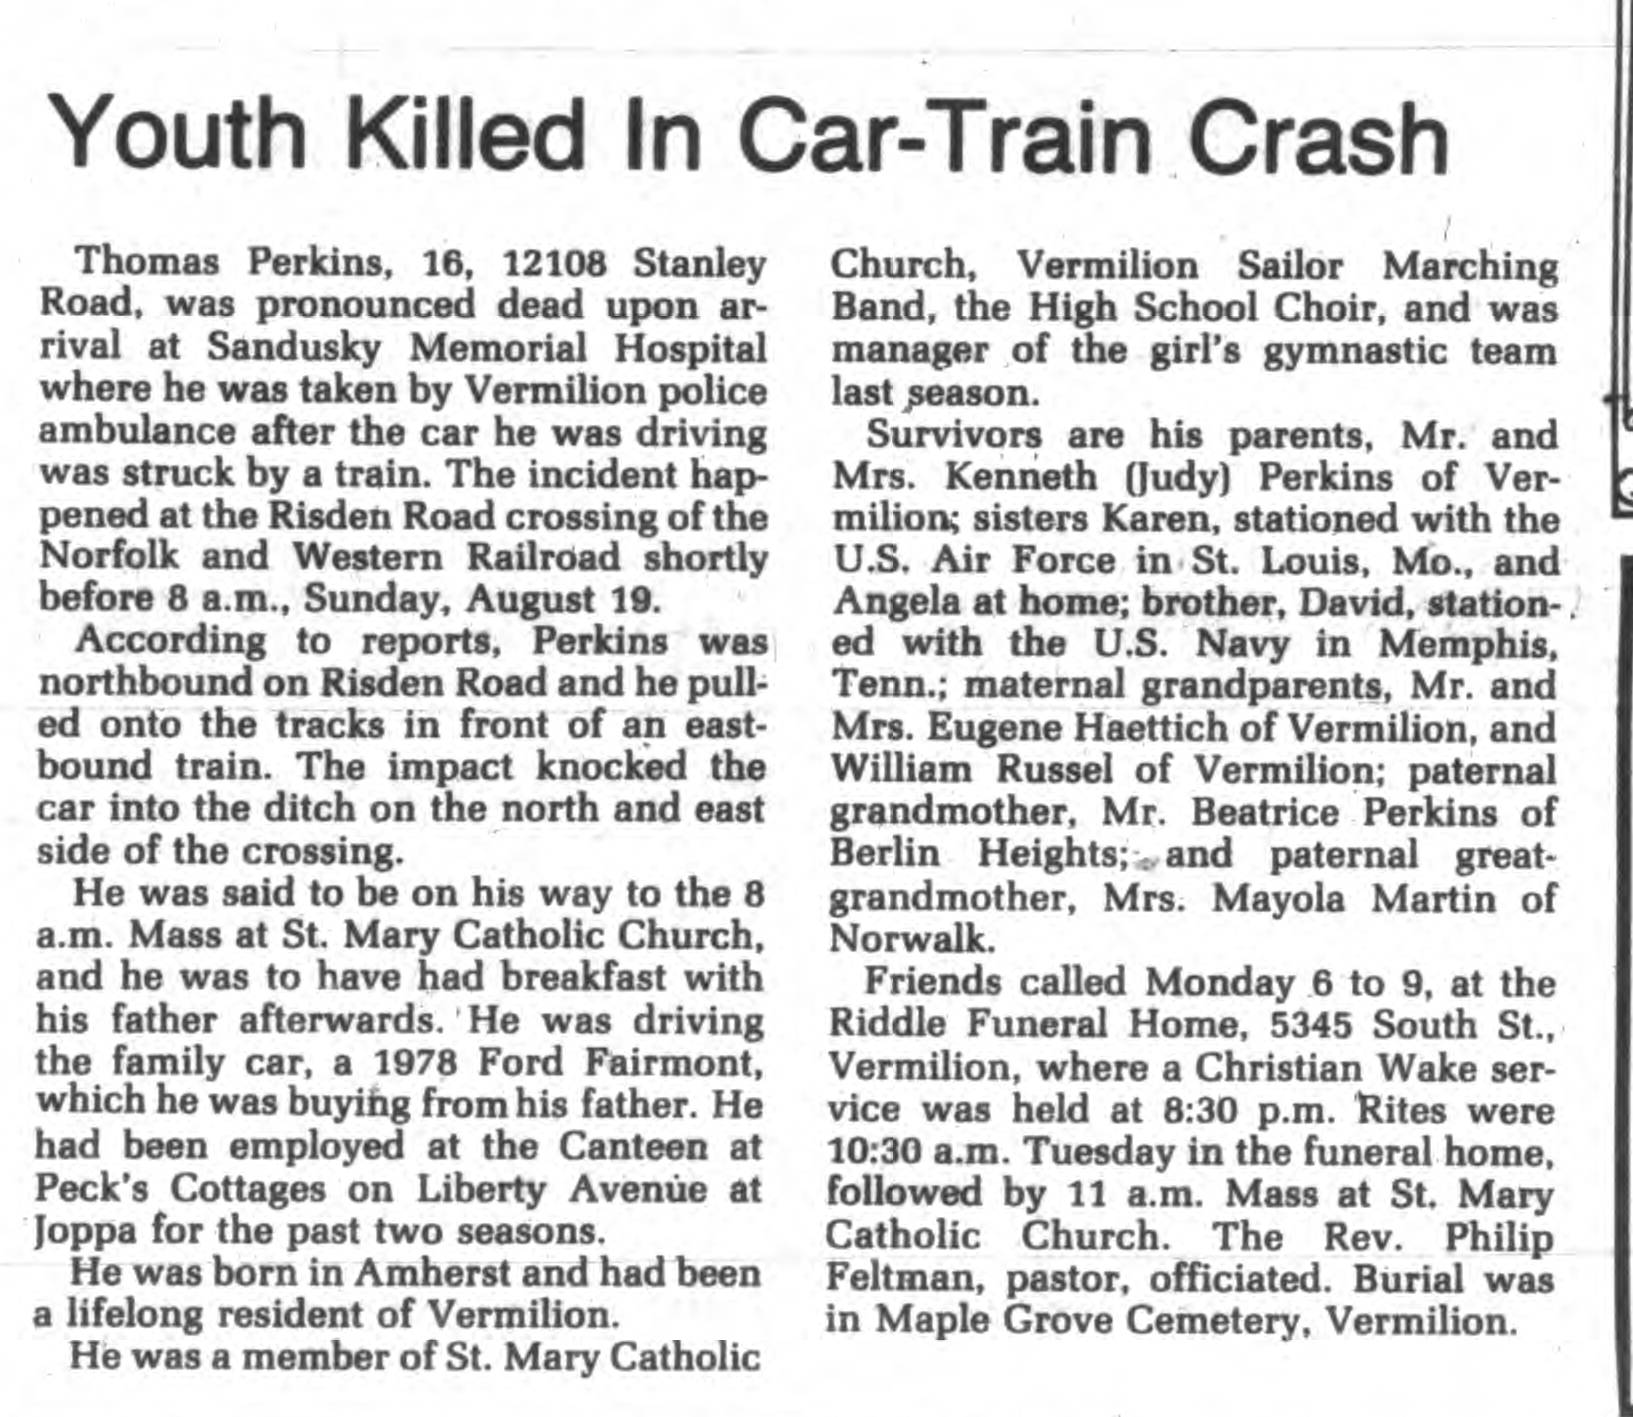 Youth Killed In Car-Train Crash
Thomas Perkins, 16, 12108 Stanley
Road, was pronounced dead upon ar-
rival at Sandusky Memorial Hospital
where he was taken by Vermilion police
ambulance after the car he was driving
was struck by a train. The incident hap-
pened at the Risden Road crossing of the
Norfolk and Western Railroad shortly
before 8 a.m., Sunday, August 19.
According to reports, Perkins was
northbound on Risden Road and he pull-
ed onto the tracks in front of an east-
bound train. The impact knocked the
car into the ditch on the north and east
side of the crossing.
He was said to be on his way to the 8
a.m. Mass at St. Mary Catholic Church,
and he was to have had breakfast with
his father afterwards. He was driving
the family car, a 1978 Ford Fairmont,
which he was buying from his father. He
had been employed at the Canteen at
Peck's Cottages on Liberty Avenue at
Joppa for the past two seasons.
He was born in Amherst and had been
a lifelong resident of Vermilion.
He was a member of St. Mary Catholic
Church, Vermilion Sailor Marching
Band, the High School Choir, and was
manager of the girl's gymnastic team
last season.
Survivors are his parents, Mr. and
Mrs. Kenneth (Judy) Perkins of Ver-
milion; sisters Karen, stationed with the
U.S. Air Force in St. Louis, Mo., and
Angela at home; brother, David, station-
ed with the U.S. Navy in Memphis,
Tenn.; maternal grandparents, Mr. and
Mrs. Eugene Haettich of Vermilion, and
William Russel of Vermilion; paternal
grandmother, Mr. Beatrice Perkins of
Berlin Heights; and paternal great-
grandmother, Mrs. Mayola Martin of
Norwalk.
Friends called Monday 6 to 9, at the
Riddle Funeral Home, 5345 South St.,
Vermilion, where a Christian Wake ser-
vice was held at 8:30 p.m. Rites were
10:30 a.m. Tuesday in the funeral home,
followed by 11 a.m. Mass at St. Mary
Catholic Church. The Rev. Philip
Feltman, pastor, officiated. Burial was
in Maple Grove Cemetery, Vermilion.